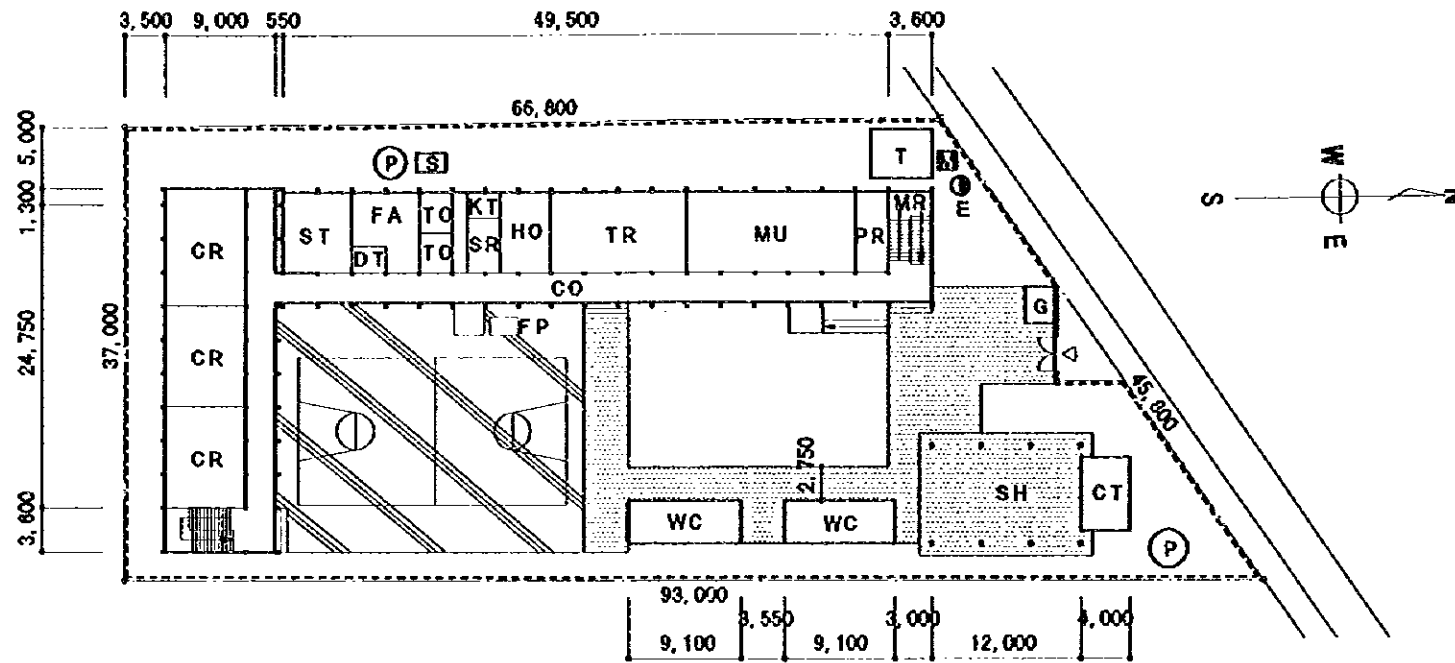 3,500 9,000 550 49,500 3,600
66,800
5,000
1,300
24,750
3,600
37,000
P S T
E
W
S N
E
CR ST FA TO KT HO TR MU PR MR
DT TO SR
CO
CR FP G
45,800
CR 2,750 SH CT
WC WC
P
93,000
3,550 3,000 4,000
9,100 9,100 12,000